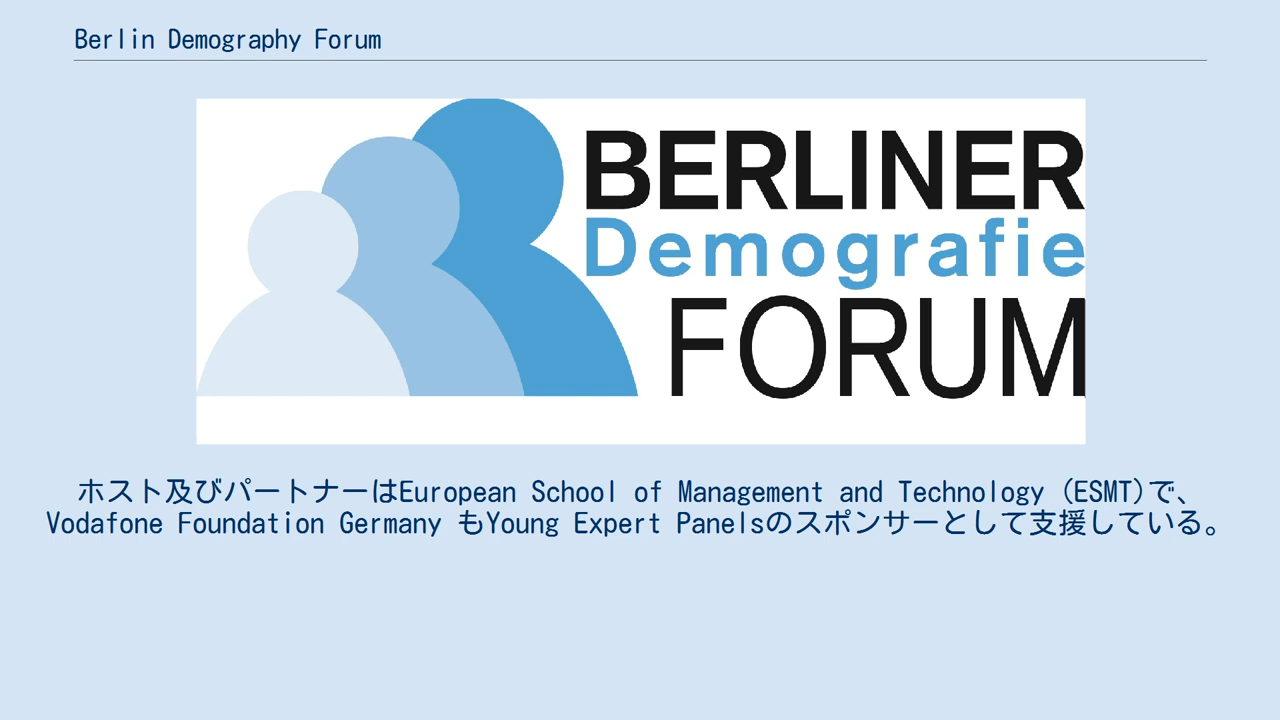 Berlin Demography Forum
BERLINER
Demografie
FORUM
ホスト及びパートナーはEuropean School of Management and Technology (ESMT)で、
Vodafone Foundation Germany もYoung Expert Panelsのスポンサーとして支援している。